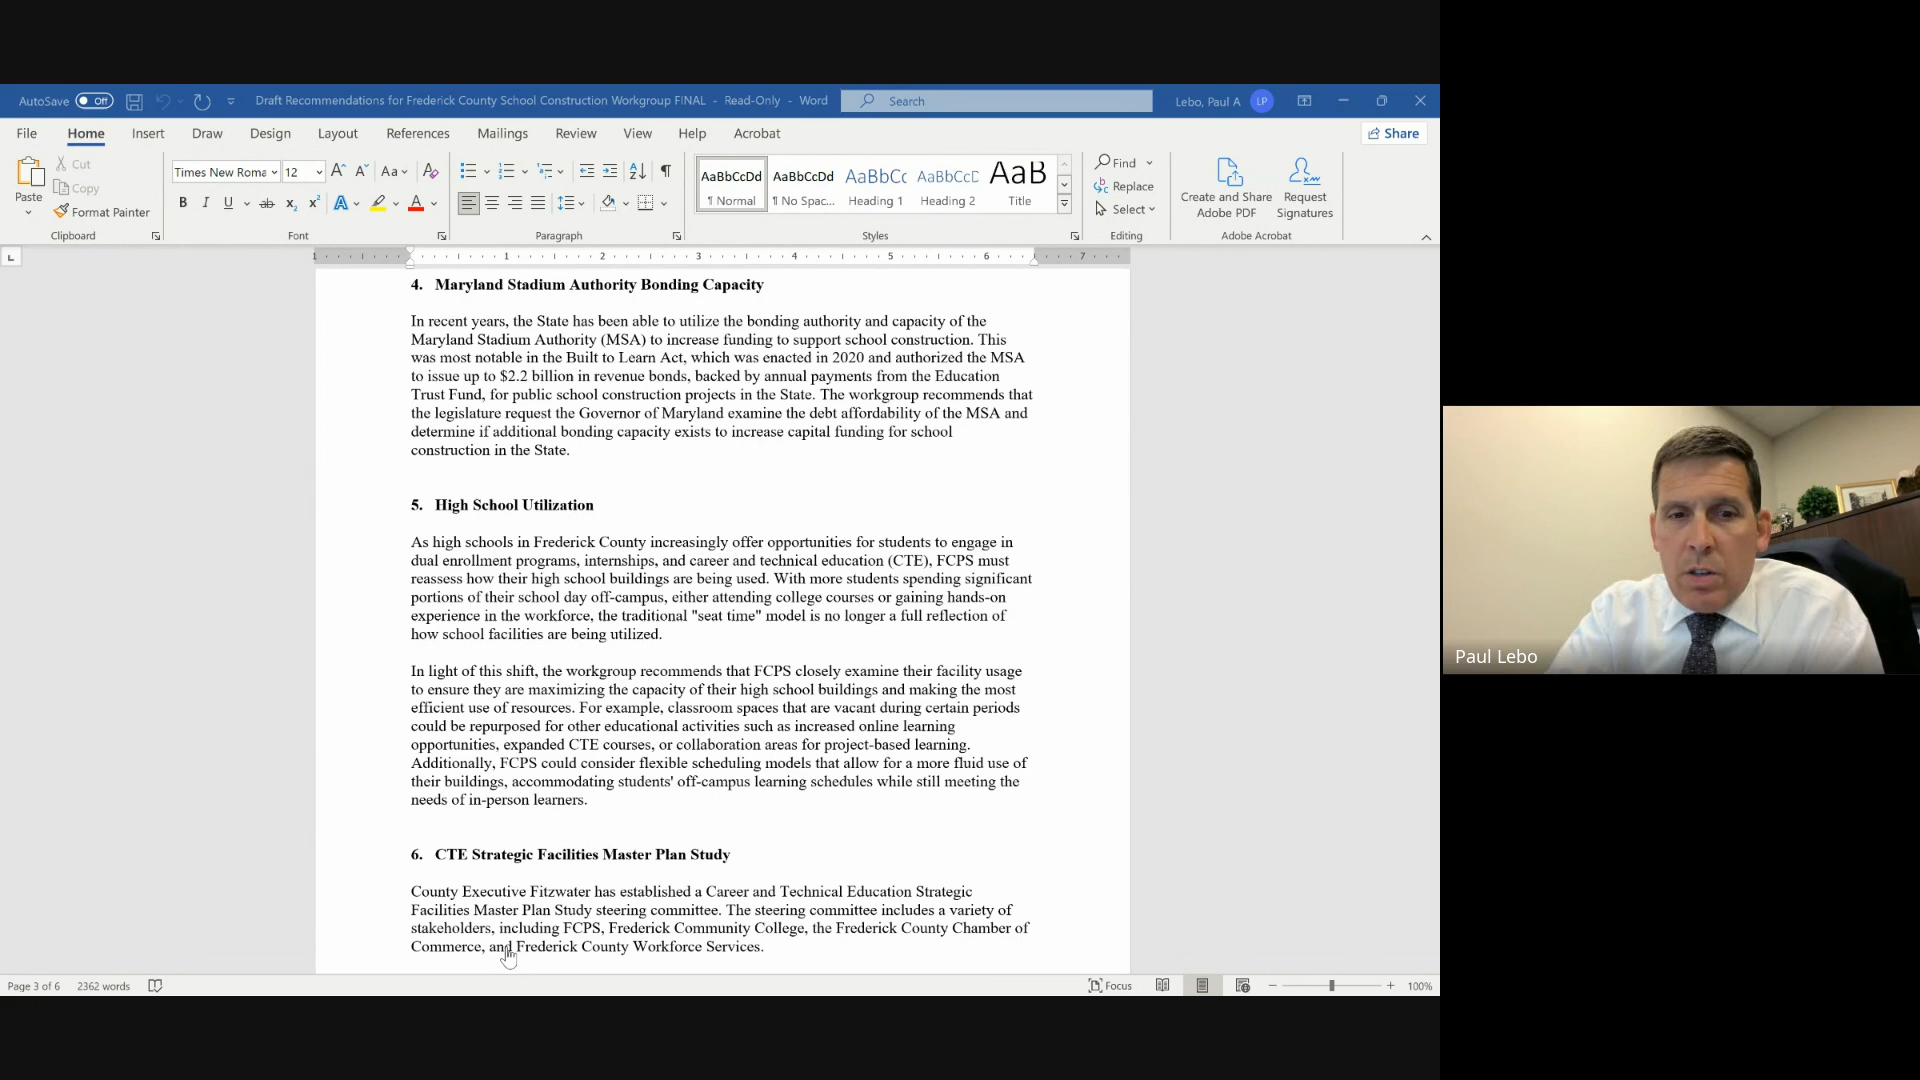 AutoSave Off Draft Recommendations for Frederick County School Construction Workgroup FINAL - Read-Only - Word Search Lebo, Paul A LP
File Home Insert Draw Design Layout References Mailings Review View Help Acrobat Share
Paste Cut Copy Format Painter
Clipboard
Times New Roma 12
Font
Paragraph
AaBbCcDd AaBbCcDd AaBbCc AaBbCcD AaB
¶ Normal ¶ No Spac... Heading 1 Heading 2 Title
Styles
Find
Replace
Select
Editing
Create and Share Adobe PDF
Request Signatures
Adobe Acrobat
1 1 2 3 4 5 6 7
4. Maryland Stadium Authority Bonding Capacity
In recent years, the State has been able to utilize the bonding authority and capacity of the
Maryland Stadium Authority (MSA) to increase funding to support school construction. This
was most notable in the Built to Learn Act, which was enacted in 2020 and authorized the MSA
to issue up to $2.2 billion in revenue bonds, backed by annual payments from the Education
Trust Fund, for public school construction projects in the State. The workgroup recommends that
the legislature request the Governor of Maryland examine the debt affordability of the MSA and
determine if additional bonding capacity exists to increase capital funding for school
construction in the State.
5. High School Utilization
As high schools in Frederick County increasingly offer opportunities for students to engage in
dual enrollment programs, internships, and career and technical education (CTE), FCPS must
reassess how their high school buildings are being used. With more students spending significant
portions of their school day off-campus, either attending college courses or gaining hands-on
experience in the workforce, the traditional "seat time" model is no longer a full reflection of
how school facilities are being utilized.
In light of this shift, the workgroup recommends that FCPS closely examine their facility usage
to ensure they are maximizing the capacity of their high school buildings and making the most
efficient use of resources. For example, classroom spaces that are vacant during certain periods
could be repurposed for other educational activities such as increased online learning
opportunities, expanded CTE courses, or collaboration areas for project-based learning.
Additionally, FCPS could consider flexible scheduling models that allow for a more fluid use of
their buildings, accommodating students' off-campus learning schedules while still meeting the
needs of in-person learners.
6. CTE Strategic Facilities Master Plan Study
County Executive Fitzwater has established a Career and Technical Education Strategic
Facilities Master Plan Study steering committee. The steering committee includes a variety of
stakeholders, including FCPS, Frederick Community College, the Frederick County Chamber of
Commerce, and Frederick County Workforce Services.
Page 3 of 6 2362 words Focus 100%
Paul Lebo